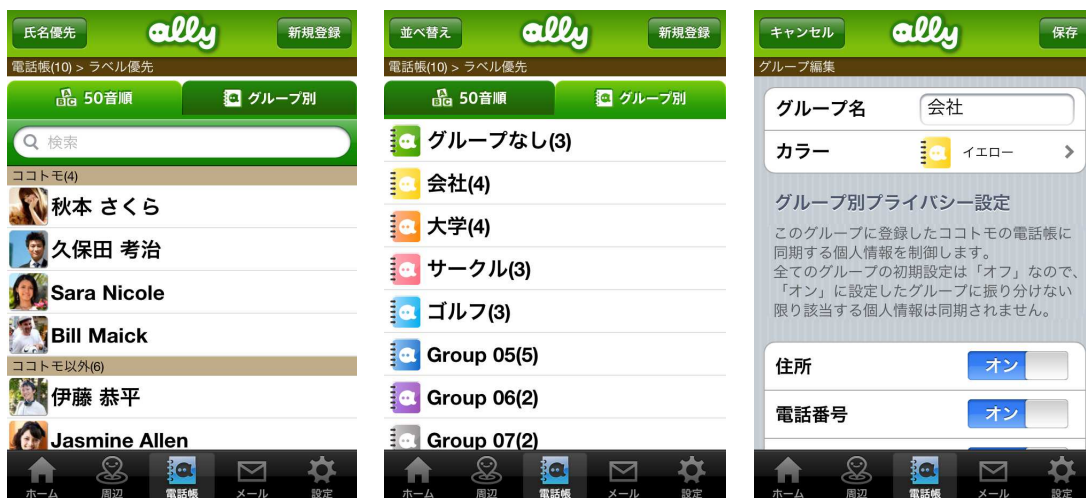 氏名優先
ally
新規登録
電話帳(10) > ラベル優先
50音順
グループ別
検索
ココトモ(4)
秋本 さくら
久保田 考治
Sara Nicole
Bill Maick
ココトモ以外(6)
伊藤 恭平
Jasmine Allen
ホーム
周辺
電話帳
メール
設定
並べ替え
ally
新規登録
電話帳(10) > ラベル優先
50音順
グループ別
グループなし(3)
会社(4)
大学(4)
サークル(3)
ゴルフ(3)
Group 05(5)
Group 06(2)
Group 07(2)
ホーム
周辺
電話帳
メール
設定
キャンセル
ally
保存
グループ編集
グループ名
会社
カラー
イエロー
グループ別プライバシー設定
このグループに登録したココトモの電話帳に
同期する個人情報を制御します。
全てのグループの初期設定は「オフ」なので、
「オン」に設定したグループに振り分けない
限り該当する個人情報は同期されません。
住所
オン
電話番号
オン
ホーム
周辺
電話帳
メール
設定